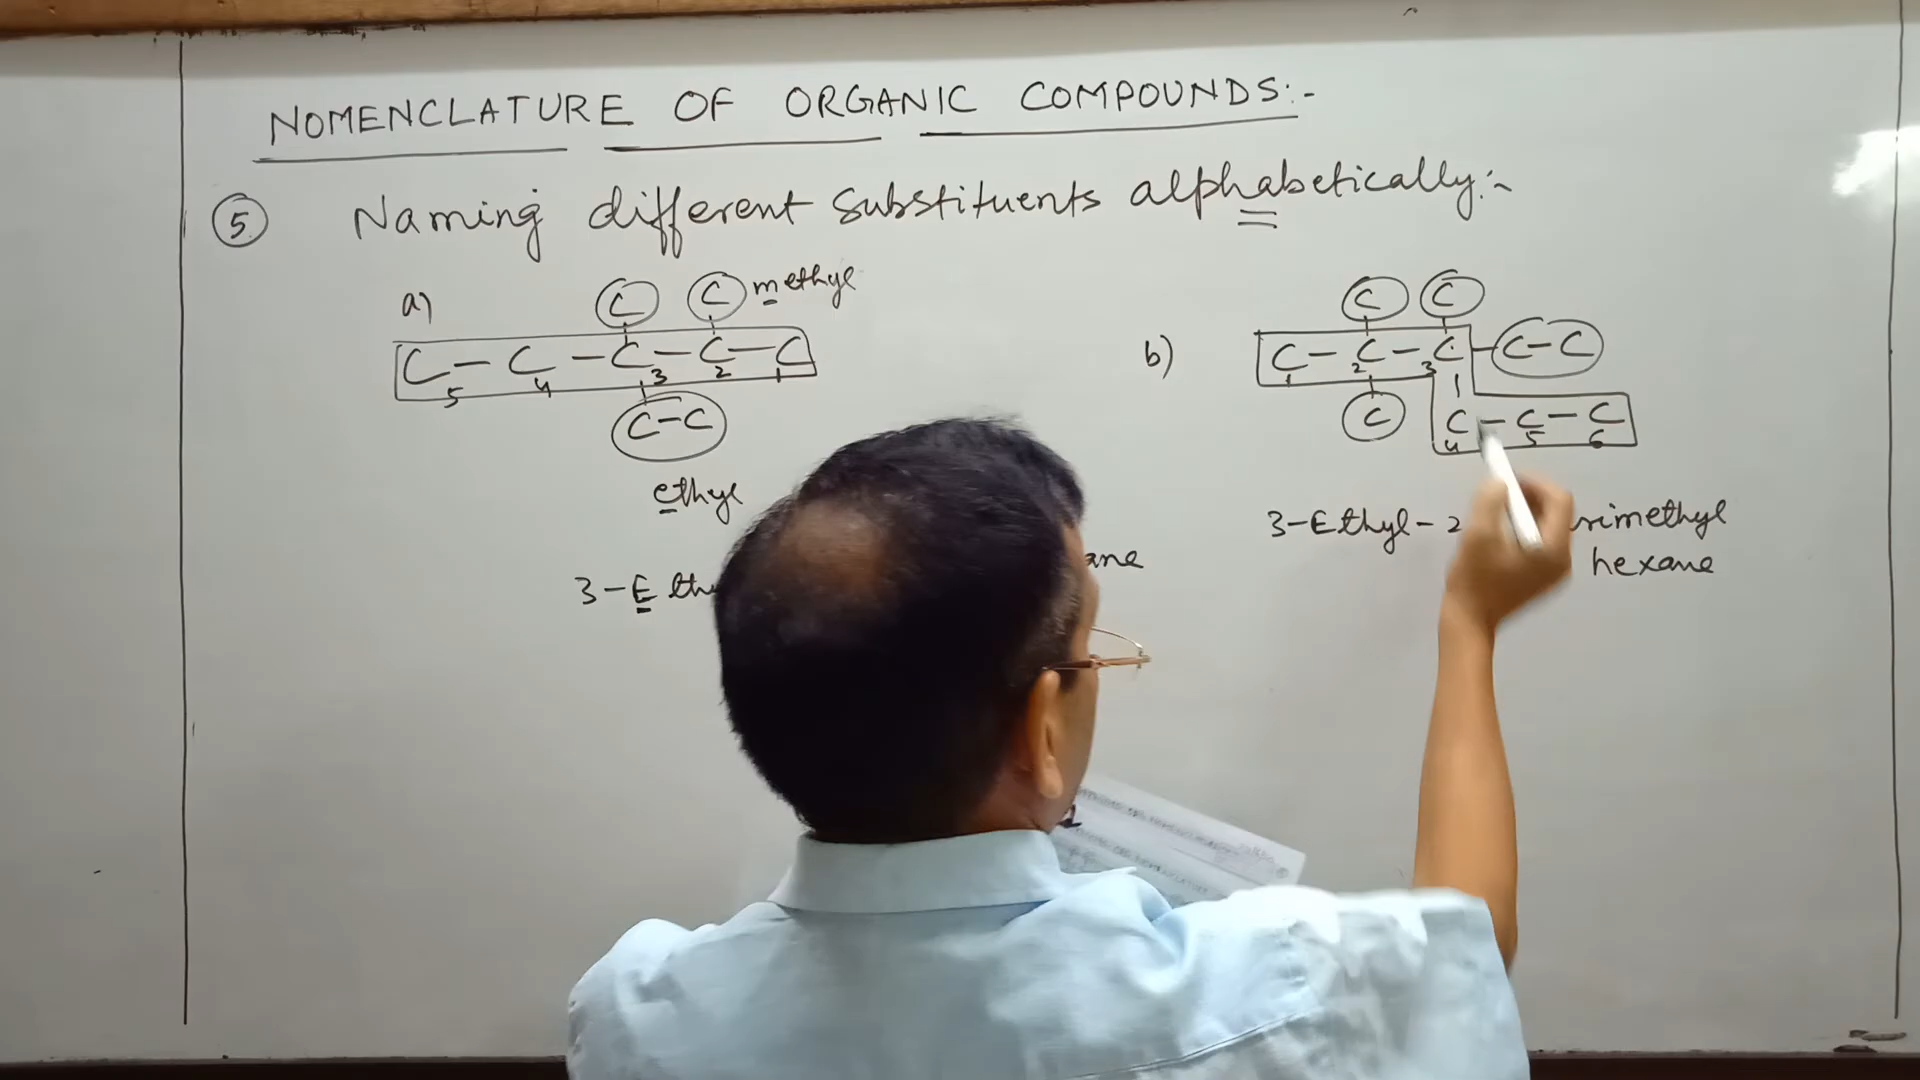 NOMENCLATURE OF ORGANIC COMPOUNDS:-
5 Naming different substituents alphabetically:-
a)
C C methyl
C - C - C - C - C
5 4 3 2 1
C-C
ethyl
3-Ethy
ane
b)
C C
C - C - C - C-C
1 2 3
C C - C - C
4 5 6
3-Ethyl-2
rimethyl
hexane